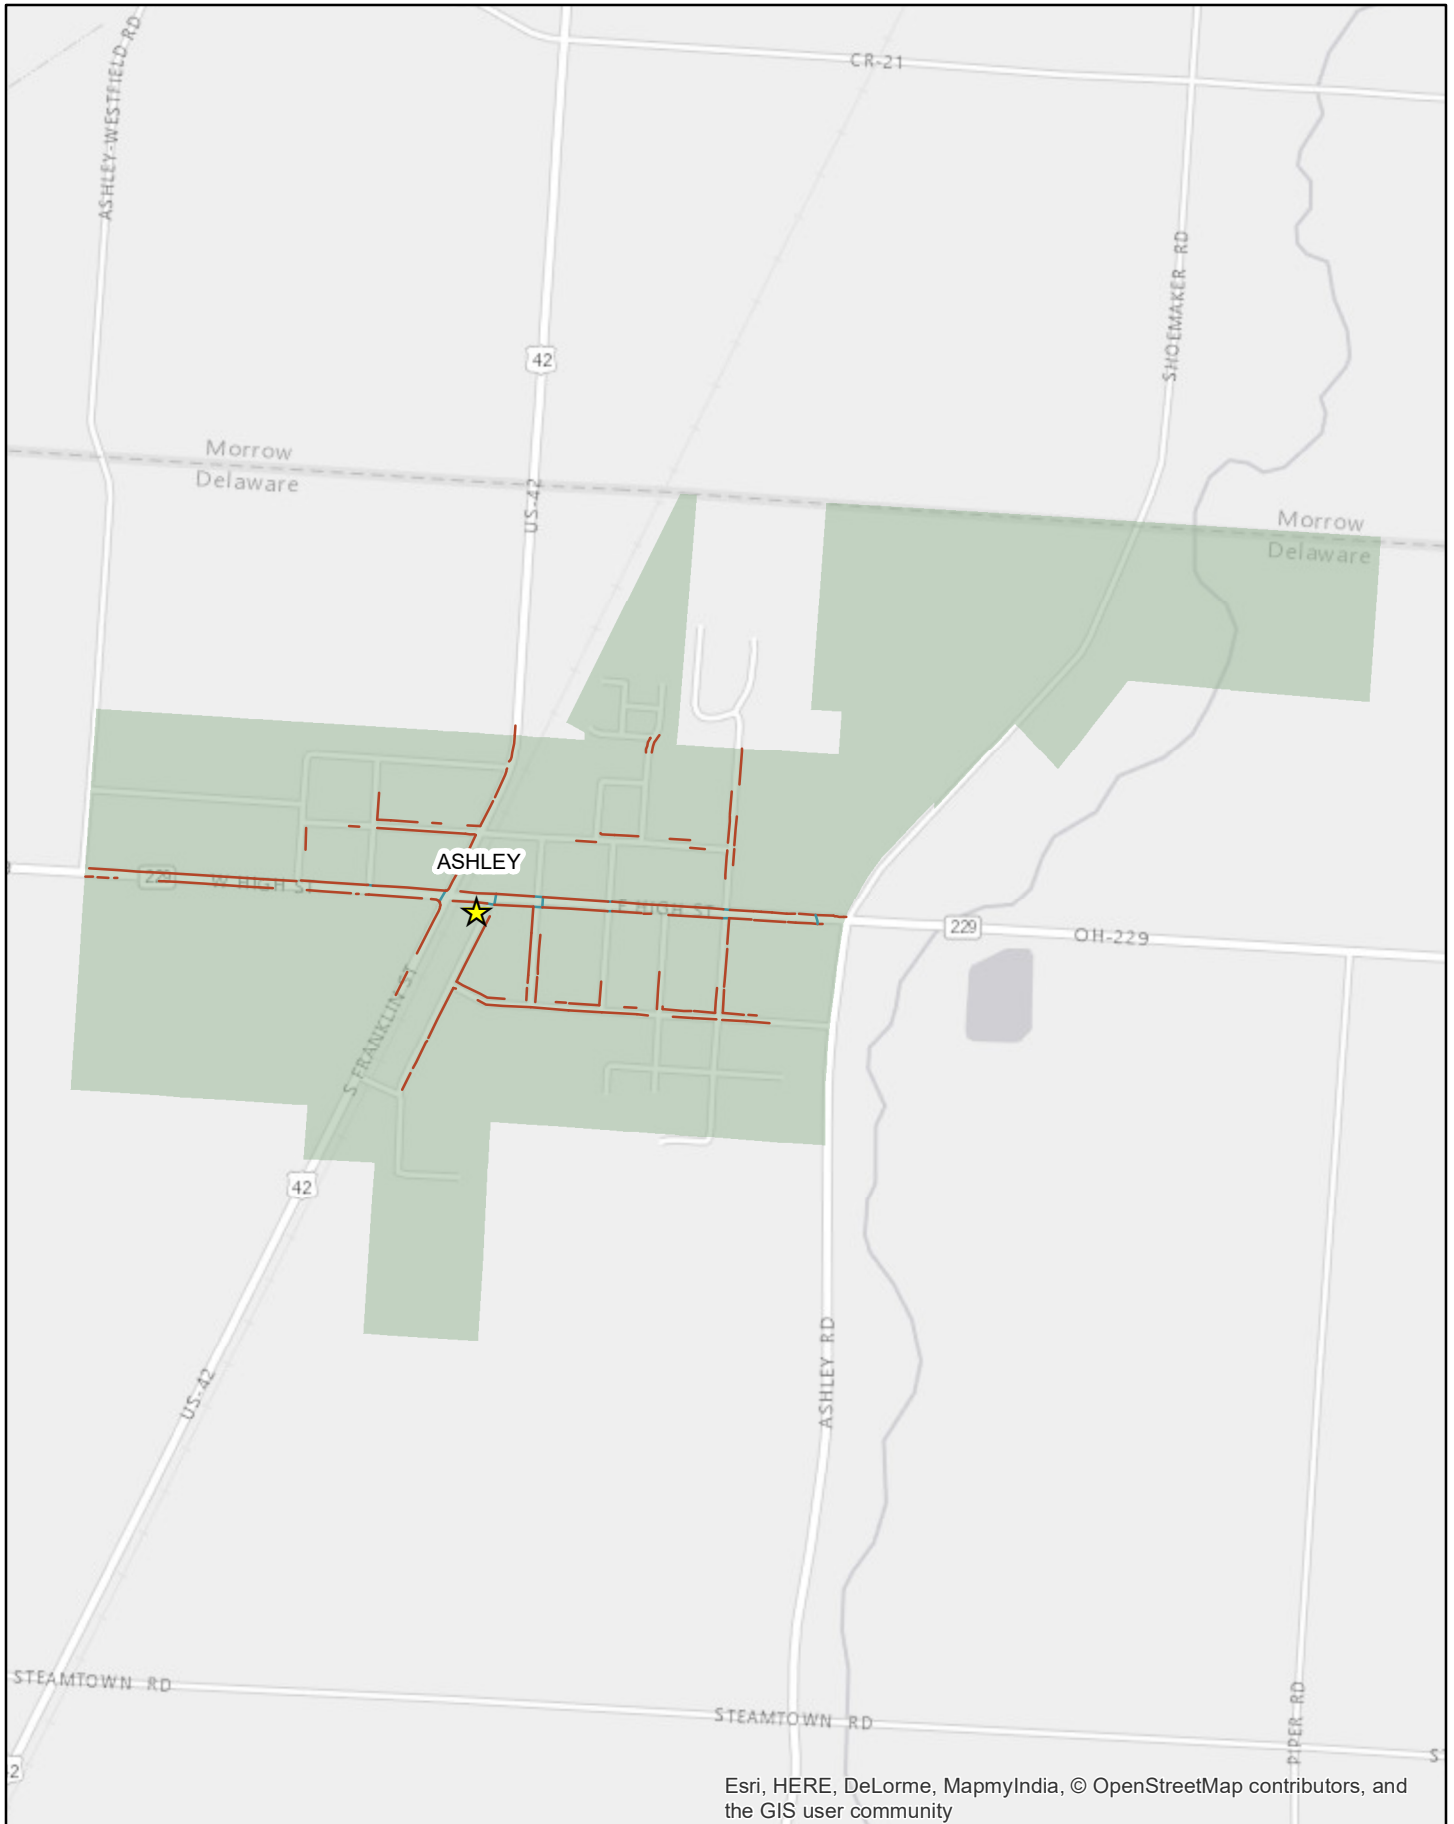 ASHLEY-WESTFIELD RD
CR-21
SHOEMAKER RD
42
Morrow
Delaware
US-42
Morrow
Delaware
ASHLEY
229
W HIGH ST
E HIGH ST
229
OH-229
S FRANKLIN ST
42
US-42
ASHLEY RD
STEAMTOWN RD
STEAMTOWN RD
PIPER RD
S
2
Esri, HERE, DeLorme, MapmyIndia, © OpenStreetMap contributors, and
the GIS user community